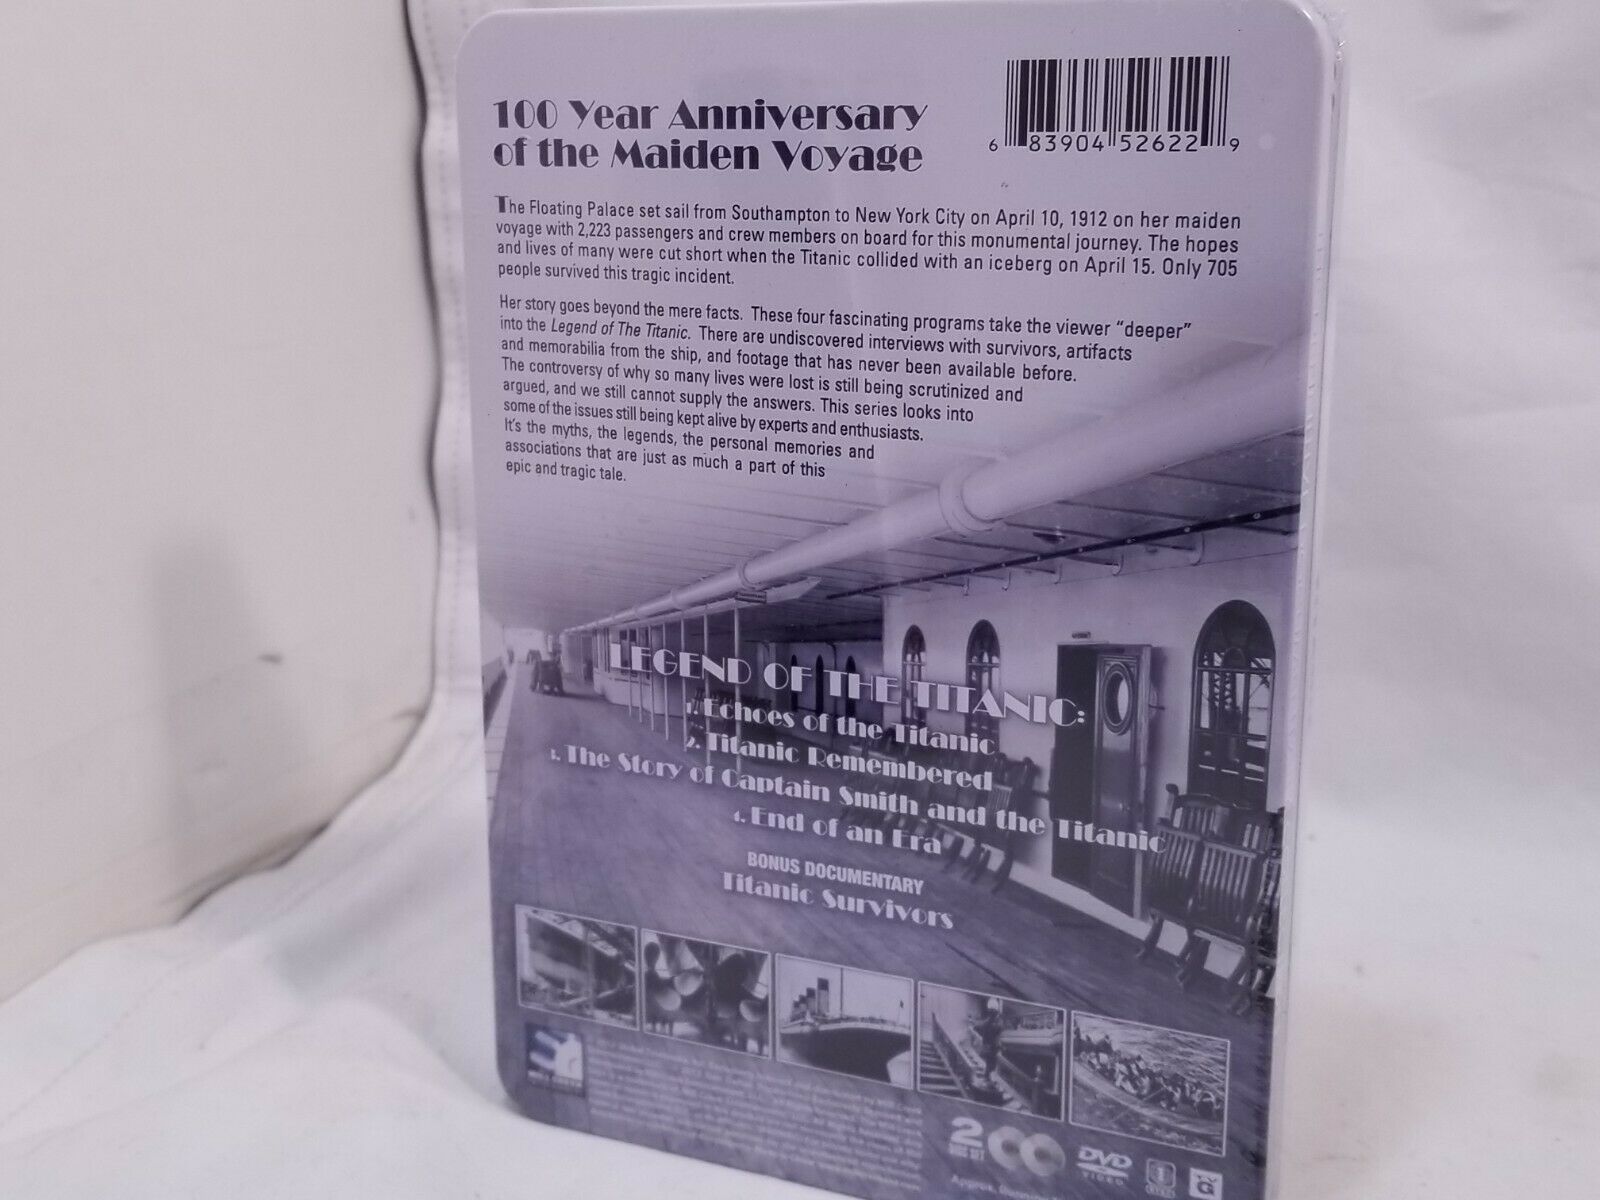 100 Year Anniversary
of the Maiden Voyage
6 83904 52622 9
The Floating Palace set sail from Southampton to New York City on April 10, 1912 on her maiden
voyage with 2,223 passengers and crew members on board for this monumental journey. The hopes
and lives of many were cut short when the Titanic collided with an iceberg on April 15. Only 705
people survived this tragic incident.
Her story goes beyond the mere facts. These four fascinating programs take the viewer "deeper"
into the Legend of The Titanic. There are undiscovered interviews with survivors, artifacts
and memorabilia from the ship, and footage that has never been available before.
The controversy of why so many lives were lost is still being scrutinized and
argued, and we still cannot supply the answers. This series looks into
some of the issues still being kept alive by experts and enthusiasts.
It's the myths, the legends, the personal memories and
associations that are just as much a part of this
epic and tragic tale.
LEGEND OF THE TITANIC:
1. Echoes of the Titanic
2. Titanic Remembered
3. The Story of Captain Smith and the Titanic
4. End of an Era
BONUS DOCUMENTARY
Titanic Survivors
2
DVD
VIDEO
1
G